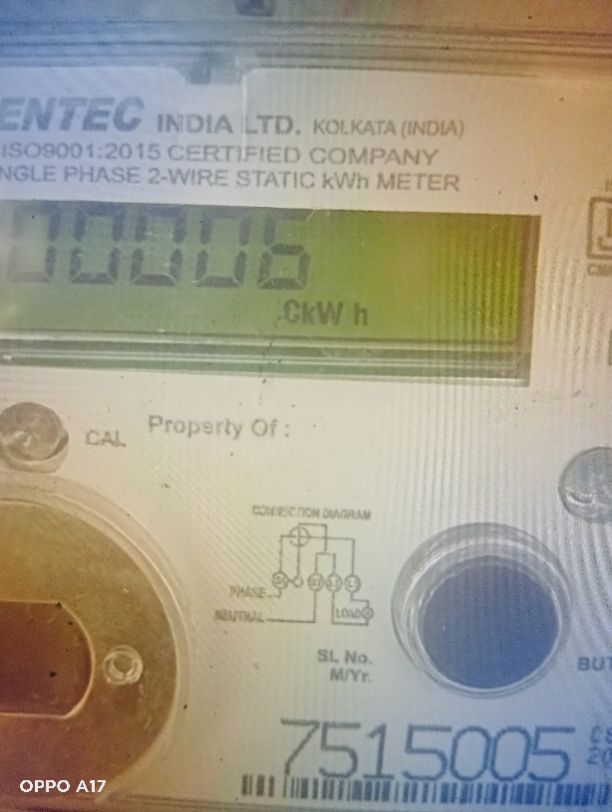 ENTEC INDIA LTD. KOLKATA (INDIA)
ISO9001:2015 CERTIFIED COMPANY
NGLE PHASE 2-WIRE STATIC kWh METER
00006
CkW h
CAL
Property Of :
CONNECTION DIAGRAM
PHASE
NEUTRAL
LOAD
SL No.
M/Yr.
BUT
7515005
OPPO A17